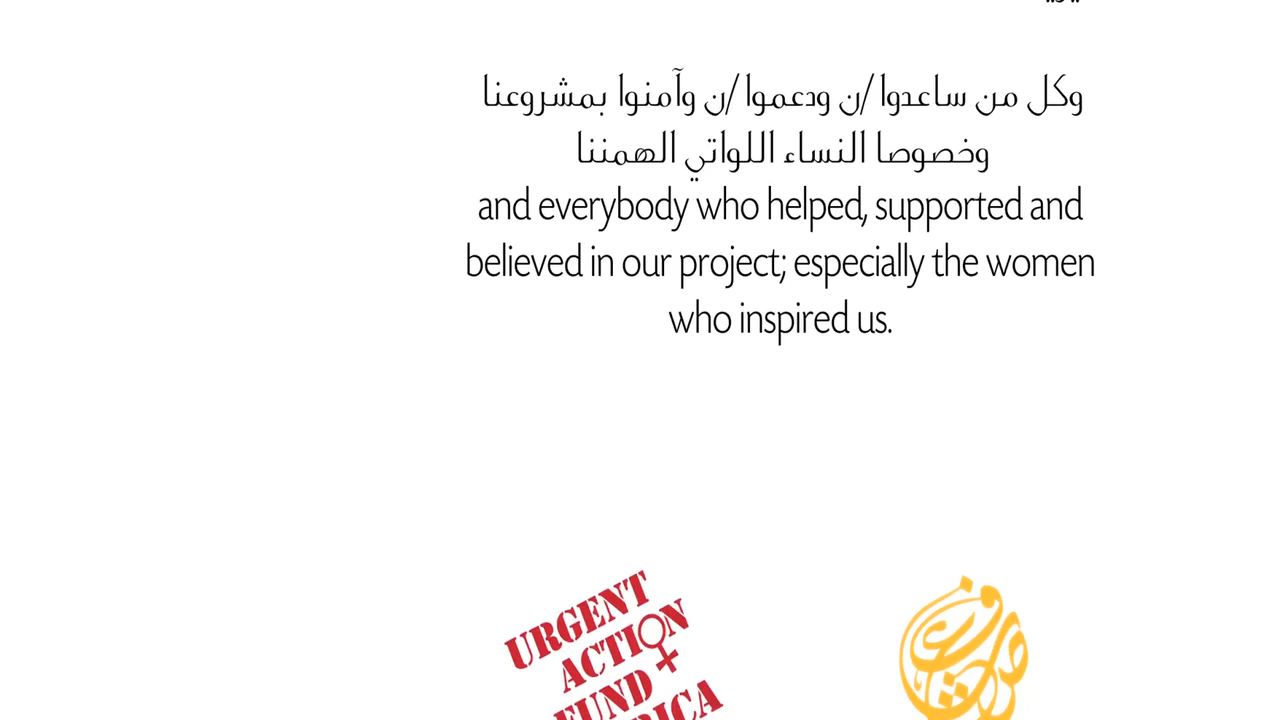 وكل من ساعدوا/ن ودعموا/ن وآمنوا بمشروعنا
وخصوصا النساء اللواتي الهمننا
and everybody who helped, supported and
believed in our project; especially the women
who inspired us.
URGENT
ACTION
FUND